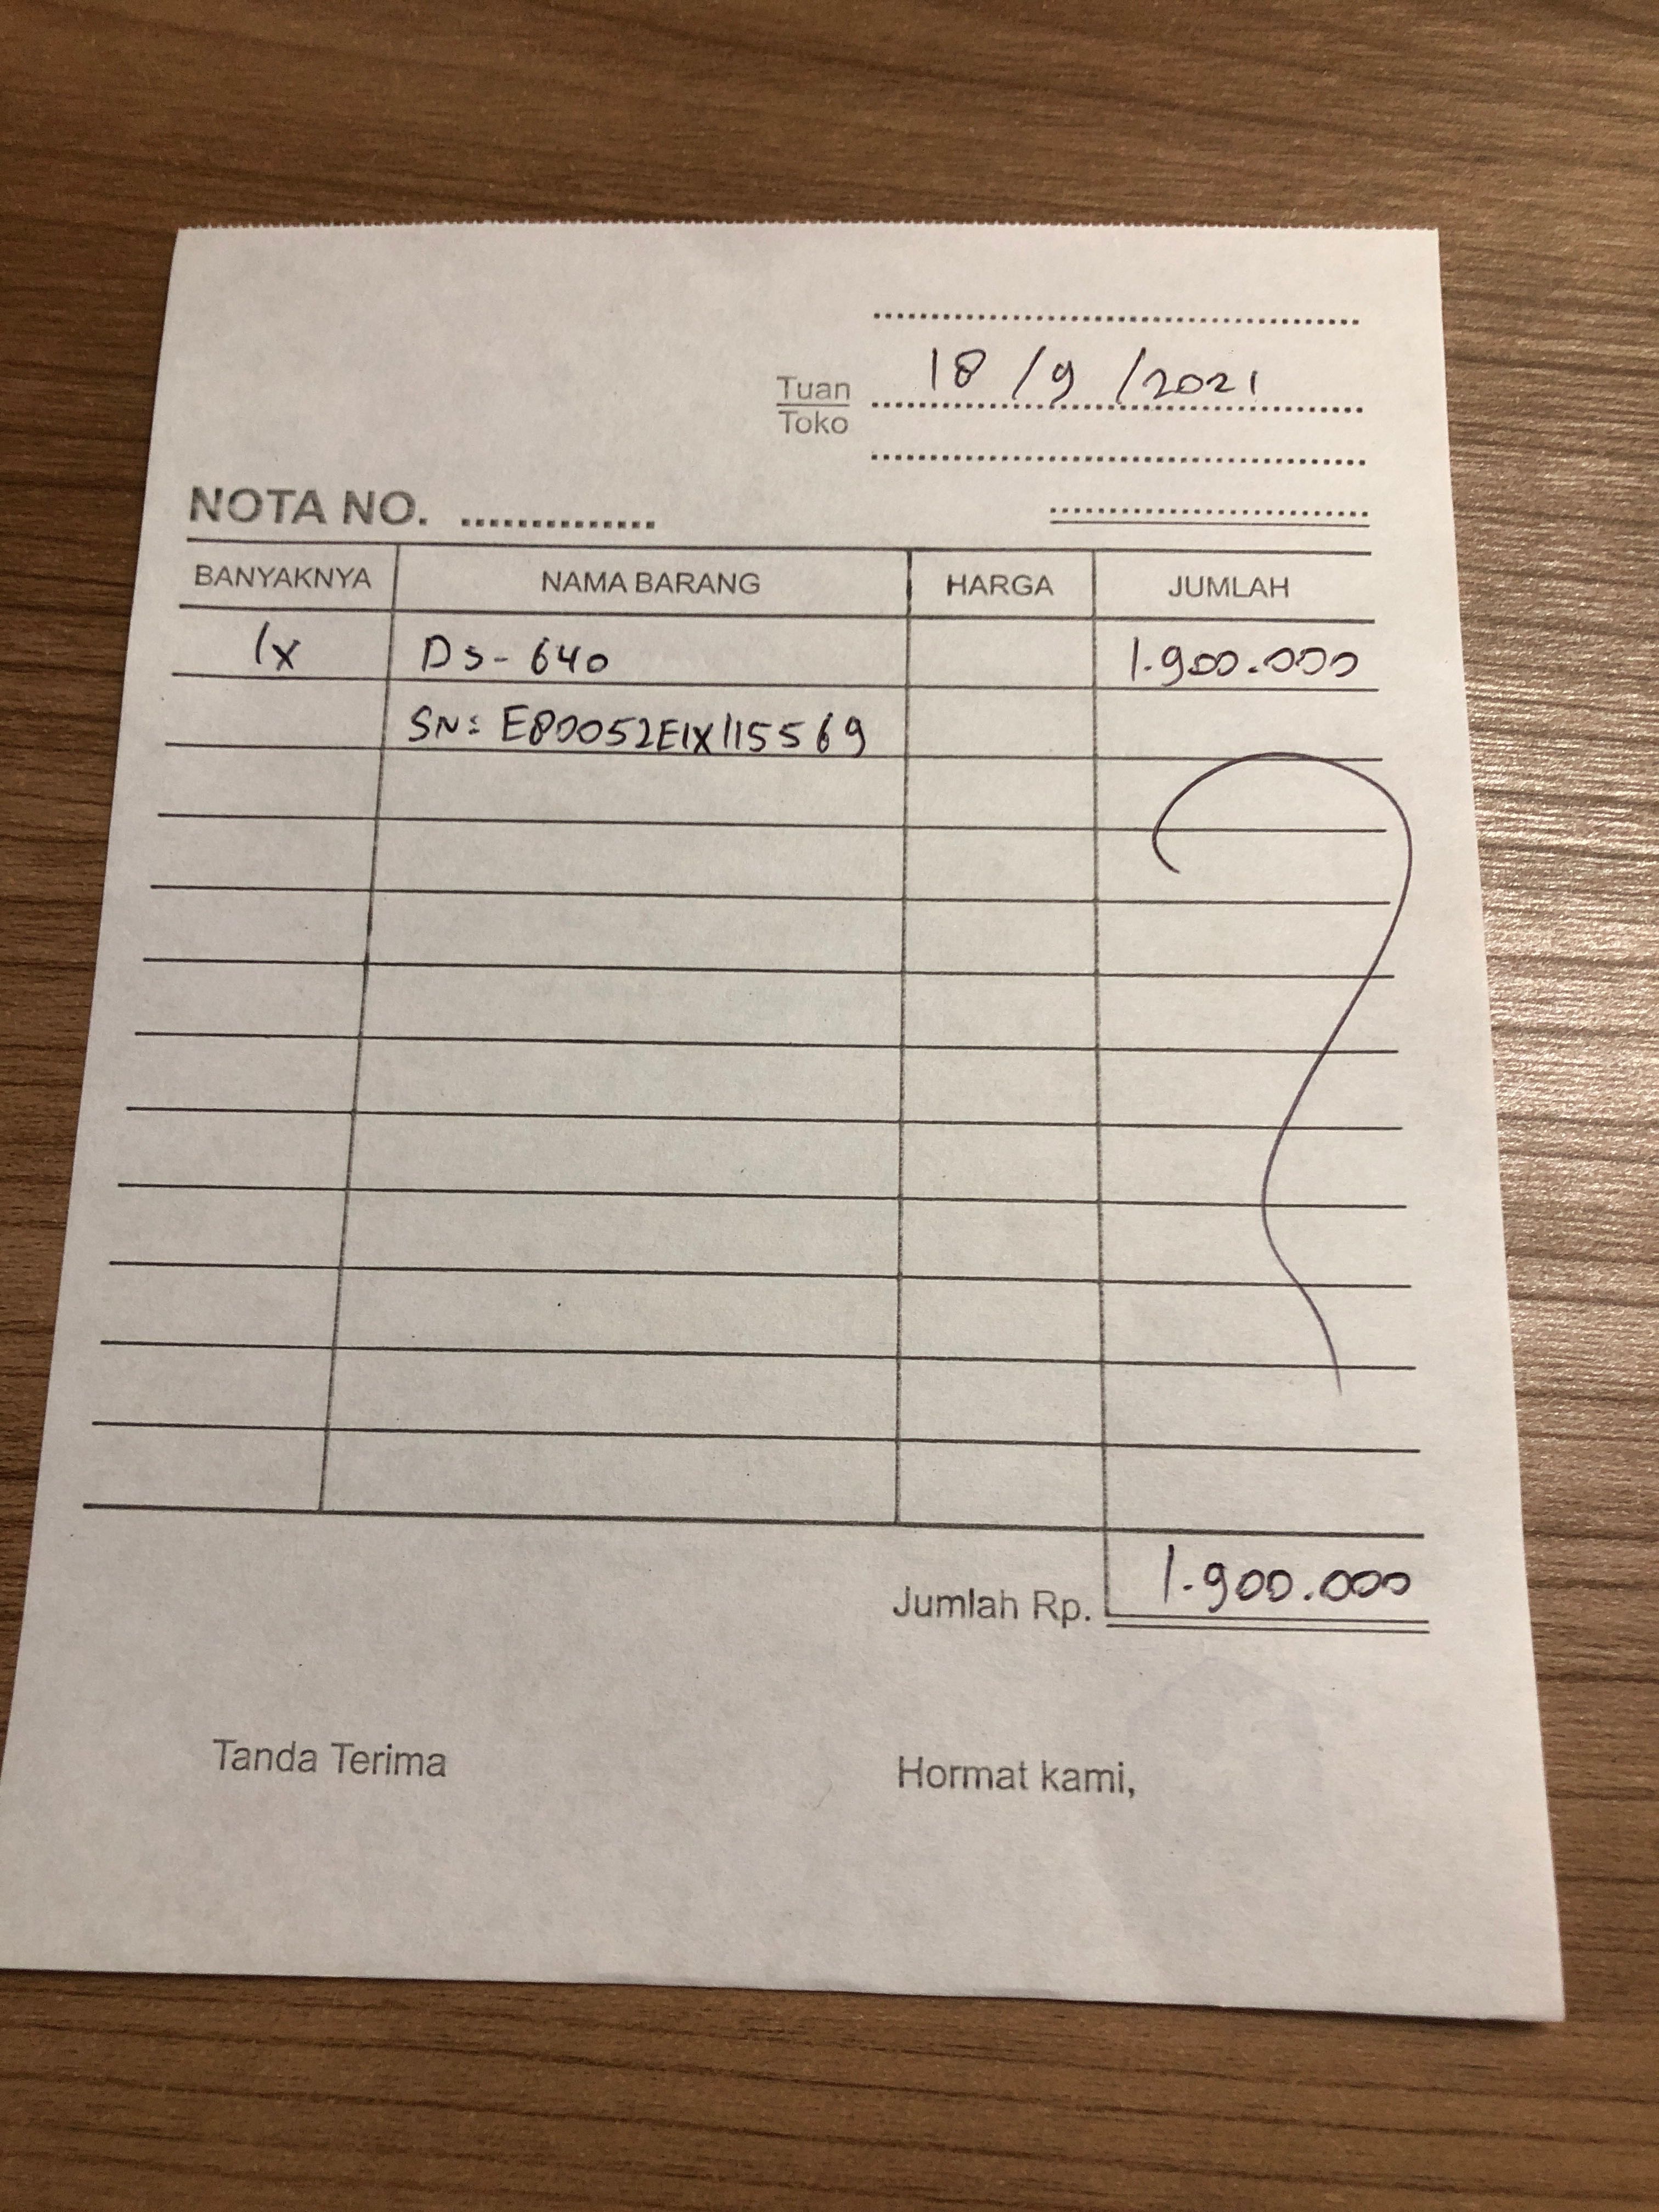 18/9/2021
Tuan
Toko
NOTA NO.
BANYAKNYA NAMA BARANG HARGA JUMLAH
1x DS-640 1.900.000
SN: E80052E1X115569
Jumlah Rp. 1.900.000
Tanda Terima Hormat kami,